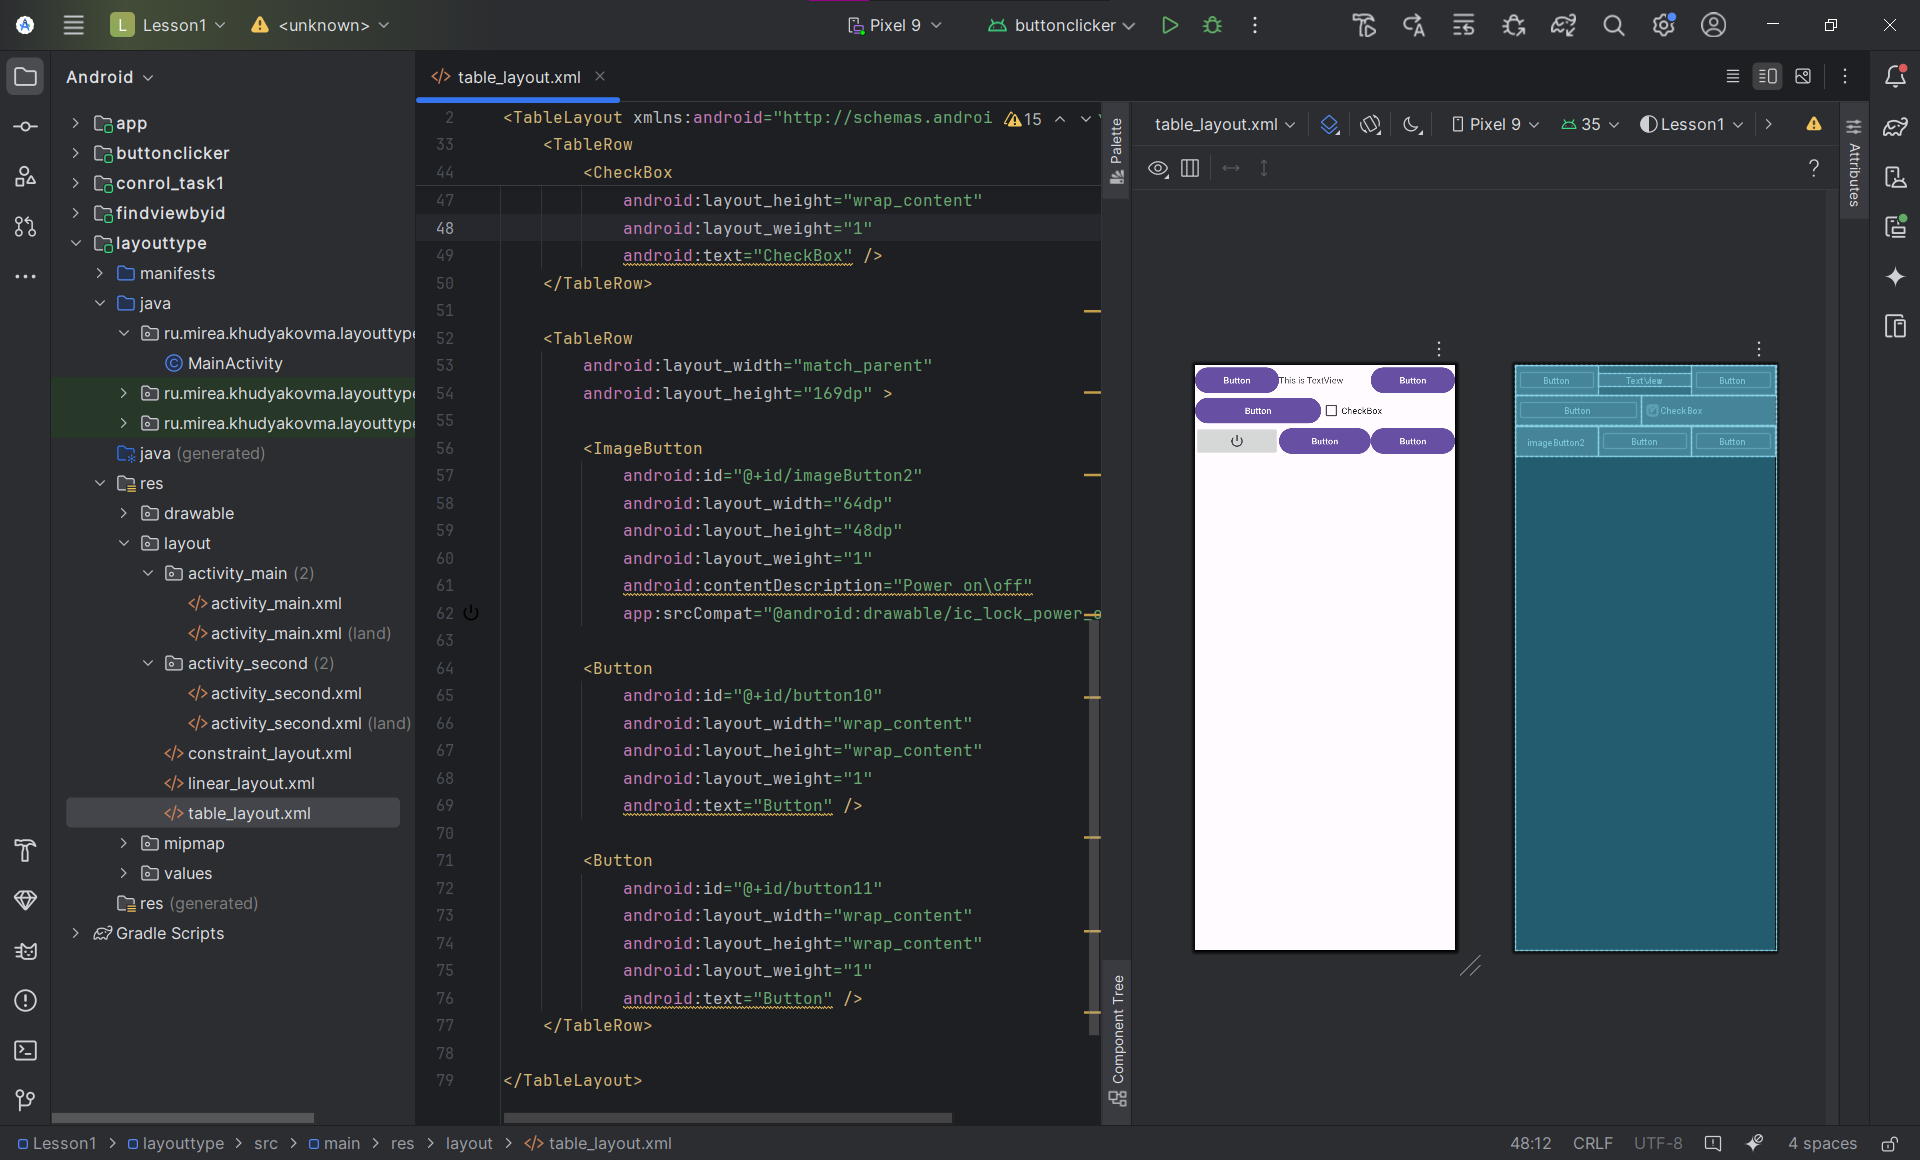 L Lesson1
<unknown>
Pixel 9
buttonclicker
Android
app
buttonclicker
conrol_task1
findviewbyid
layouttype
manifests
java
ru.mirea.khudyakovma.layouttype
MainActivity
ru.mirea.khudyakovma.layouttype
ru.mirea.khudyakovma.layouttype
java (generated)
res
drawable
layout
activity_main (2)
activity_main.xml
activity_main.xml (land)
activity_second (2)
activity_second.xml
activity_second.xml (land)
constraint_layout.xml
linear_layout.xml
table_layout.xml
mipmap
values
res (generated)
Gradle Scripts
table_layout.xml
2 <TableLayout xmlns:android="http://schemas.androi
15
33 <TableRow
44 <CheckBox
47 android:layout_height="wrap_content"
48 android:layout_weight="1"
49 android:text="CheckBox" />
50 </TableRow>
51
52 <TableRow
53 android:layout_width="match_parent"
54 android:layout_height="169dp" >
55
56 <ImageButton
57 android:id="@+id/imageButton2"
58 android:layout_width="64dp"
59 android:layout_height="48dp"
60 android:layout_weight="1"
61 android:contentDescription="Power on\off"
62 app:srcCompat="@android:drawable/ic_lock_power_o
63
64 <Button
65 android:id="@+id/button10"
66 android:layout_width="wrap_content"
67 android:layout_height="wrap_content"
68 android:layout_weight="1"
69 android:text="Button" />
70
71 <Button
72 android:id="@+id/button11"
73 android:layout_width="wrap_content"
74 android:layout_height="wrap_content"
75 android:layout_weight="1"
76 android:text="Button" />
77 </TableRow>
78
79 </TableLayout>
Palette
Component Tree
table_layout.xml
Pixel 9
35
Lesson1
?
Attributes
Button This is TextView Button
Button CheckBox
Button Button
Button TextView Button
Button CheckBox
imageButton2 Button Button
Lesson1 > layouttype > src > main > res > layout > table_layout.xml
48:12 CRLF UTF-8 4 spaces